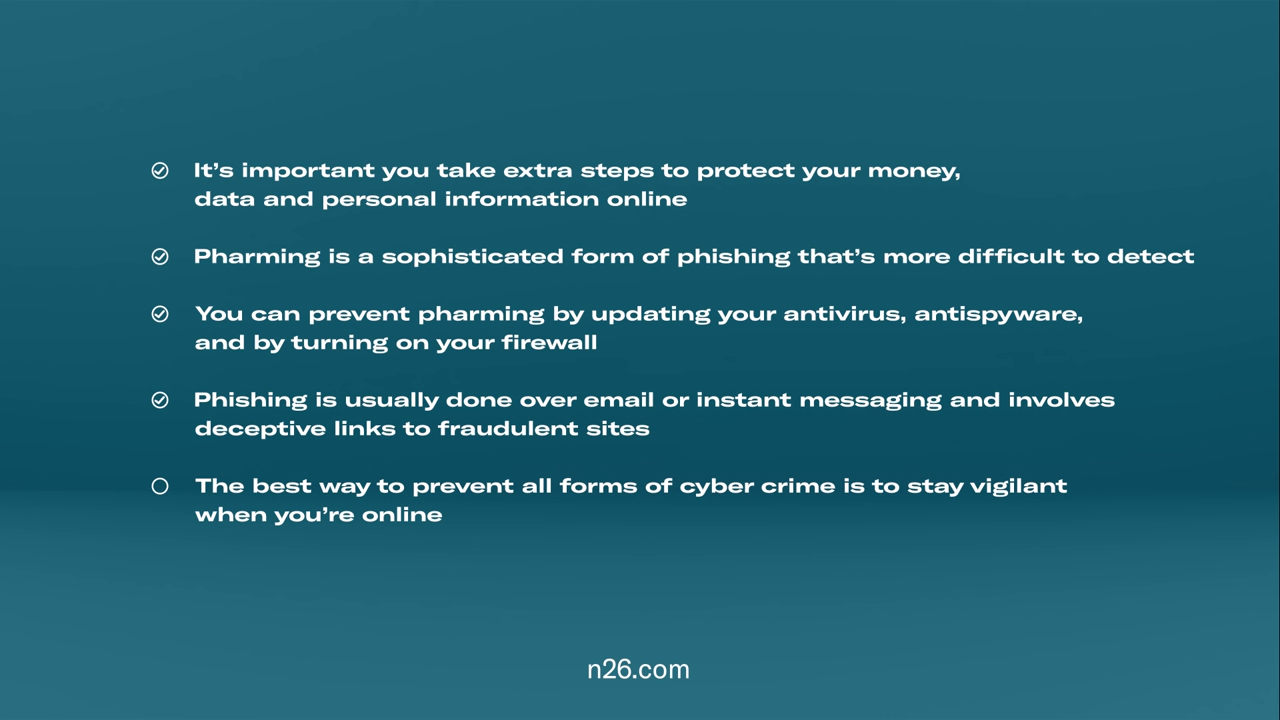 It’s important you take extra steps to protect your money,
data and personal information online
Pharming is a sophisticated form of phishing that’s more difficult to detect
You can prevent pharming by updating your antivirus, antispyware,
and by turning on your firewall
Phishing is usually done over email or instant messaging and involves
deceptive links to fraudulent sites
The best way to prevent all forms of cyber crime is to stay vigilant
when you’re online
n26.com